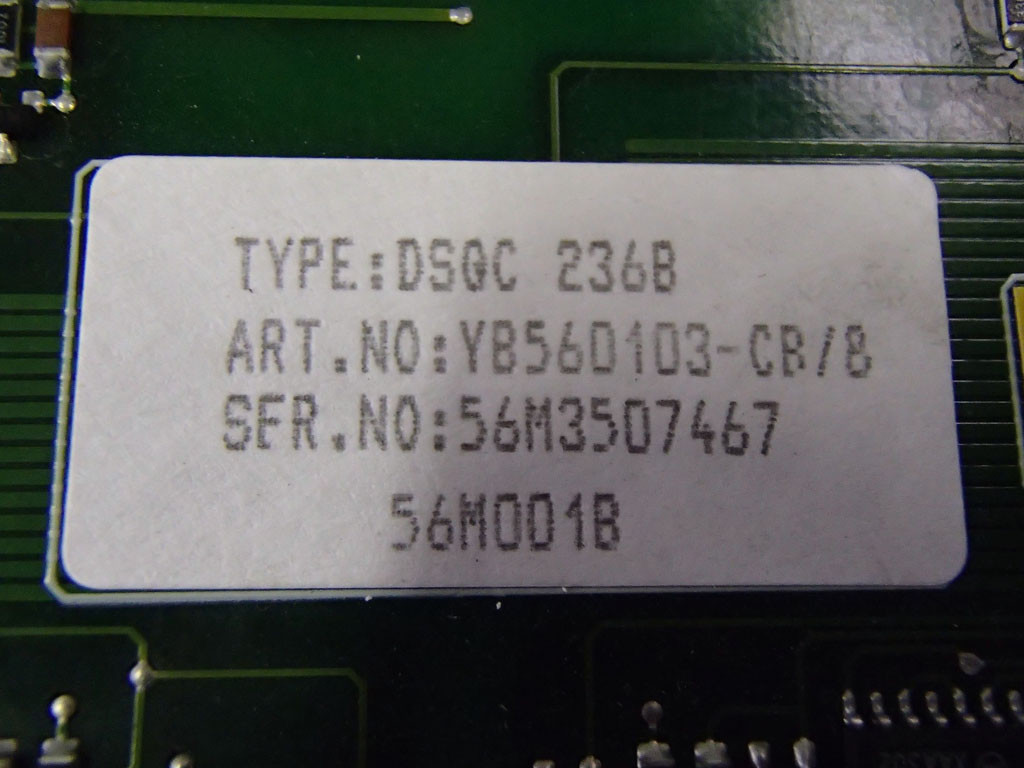 TYPE:DSQC 236B
ART.NO:YB560103-CB/8
SER.NO:56M3507467
56M001B